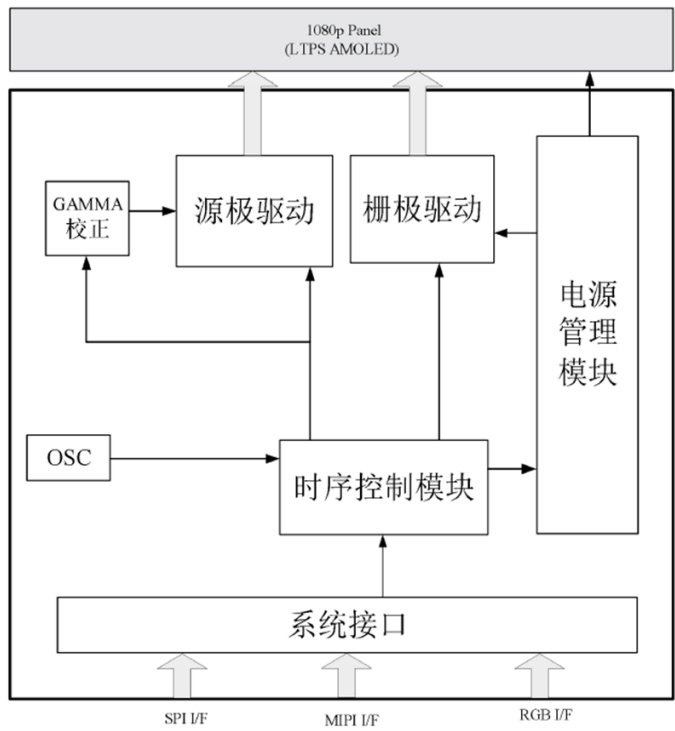 1080p Panel
(LTPS AMOLED)
GAMMA
校正
源极驱动
栅极驱动
电源
管理
模块
OSC
时序控制模块
系统接口
SPI I/F
MIPI I/F
RGB I/F